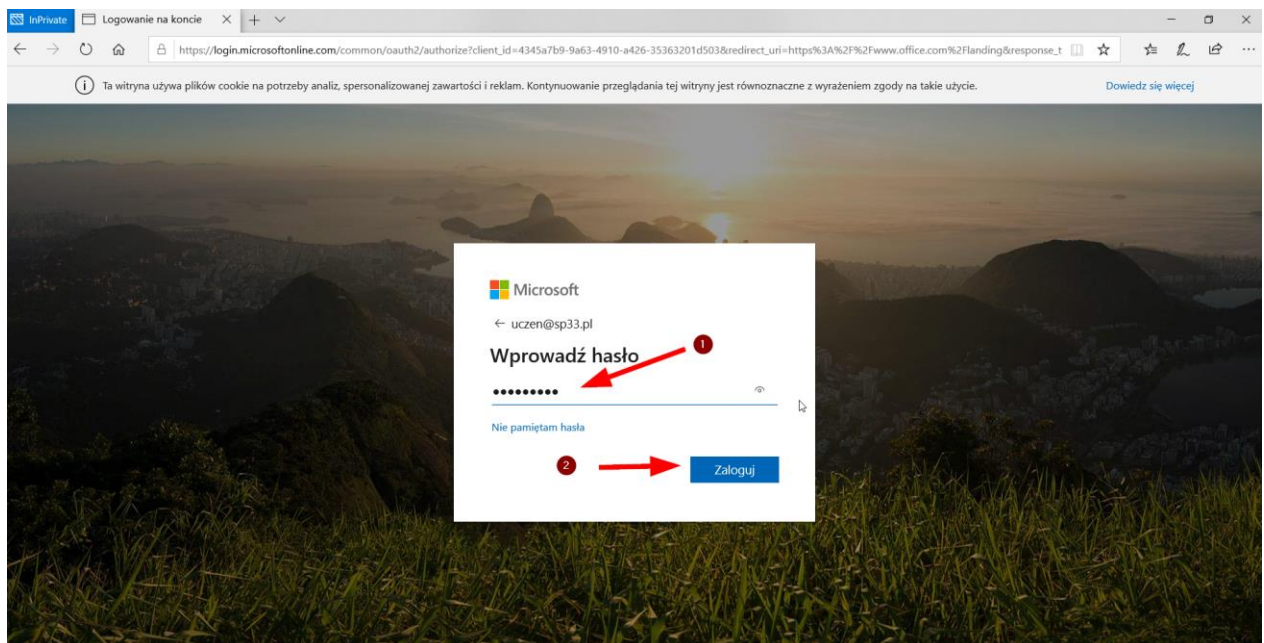 InPrivate
Logowanie na koncie
https://login.microsoftonline.com/common/oauth2/authorize?client_id=4345a7b9-9a63-4910-a426-35363201d503&redirect_uri=https%3A%2F%2Fwww.office.com%2Flanding&response_t
Ta witryna używa plików cookie na potrzeby analiz, spersonalizowanej zawartości i reklam. Kontynuowanie przeglądania tej witryny jest równoznaczne z wyrażeniem zgody na takie użycie.
Dowiedz się więcej
Microsoft
uczen@sp33.pl
Wprowadź hasło
1
Nie pamiętam hasła
2
Zaloguj